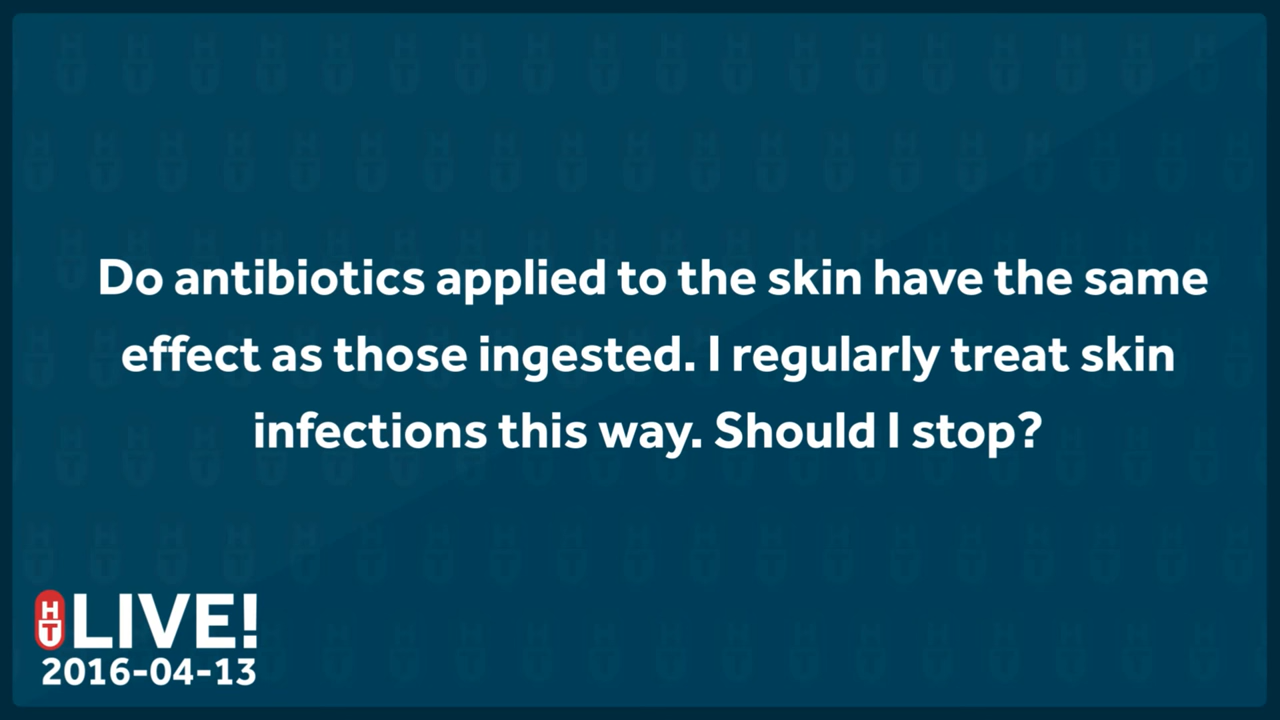 Do antibiotics applied to the skin have the same
effect as those ingested. I regularly treat skin
infections this way. Should I stop?
HT LIVE!
2016-04-13